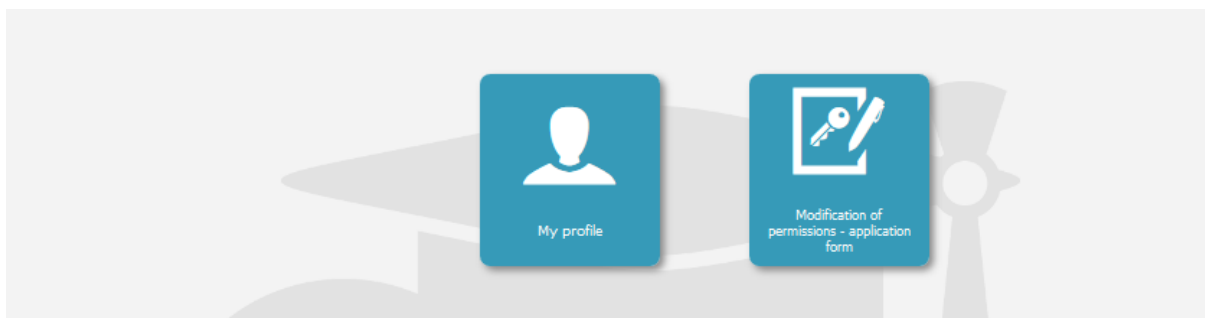 My profile
Modification of
permissions - application
form